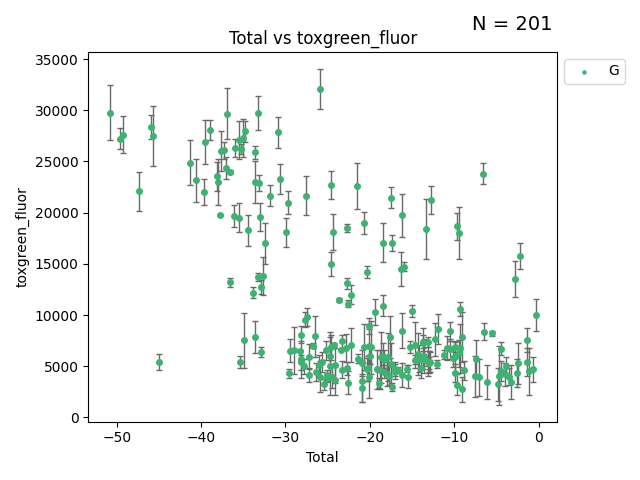 N = 201
Total vs toxgreen_fluor
G
toxgreen_fluor
35000
30000
25000
20000
15000
10000
5000
0
−50 −40 −30 −20 −10 0
Total